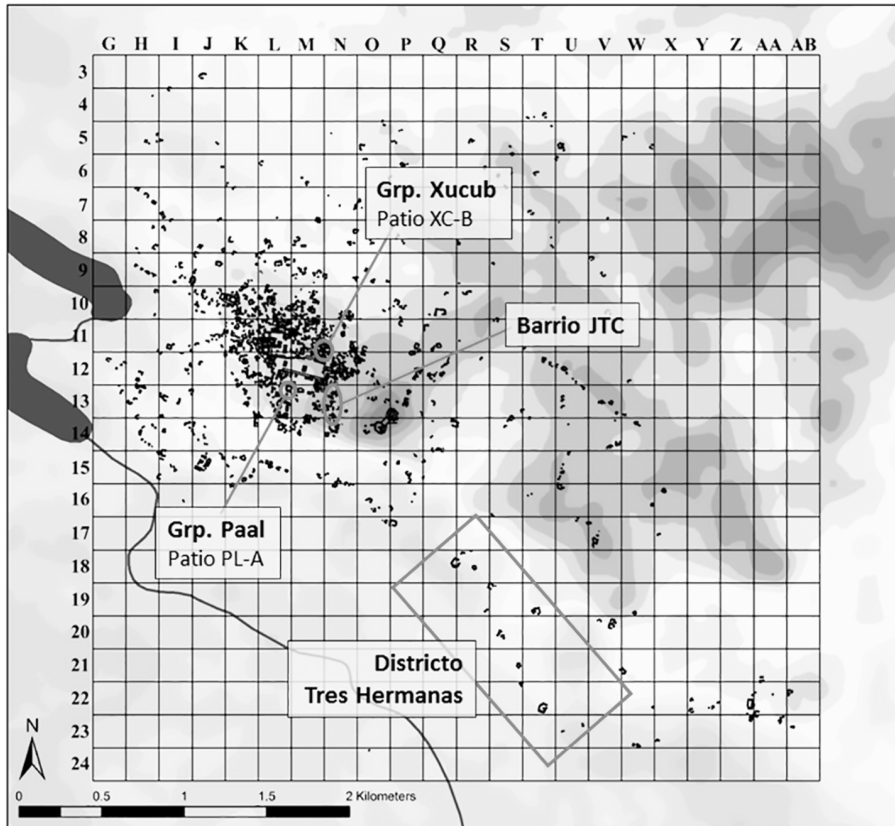 G H I J K L M N O P Q R S T U V W X Y Z AA AB
3
4
5
6
Grp. Xucub
7
Patio XC-B
8
9
10
11
Barrio JTC
12
13
14
15
16
17
Grp. Paal
18
Patio PL-A
19
20
21
Districto
22
Tres Hermanas
23
24
N
0 0.5 1 1.5 2 Kilometers